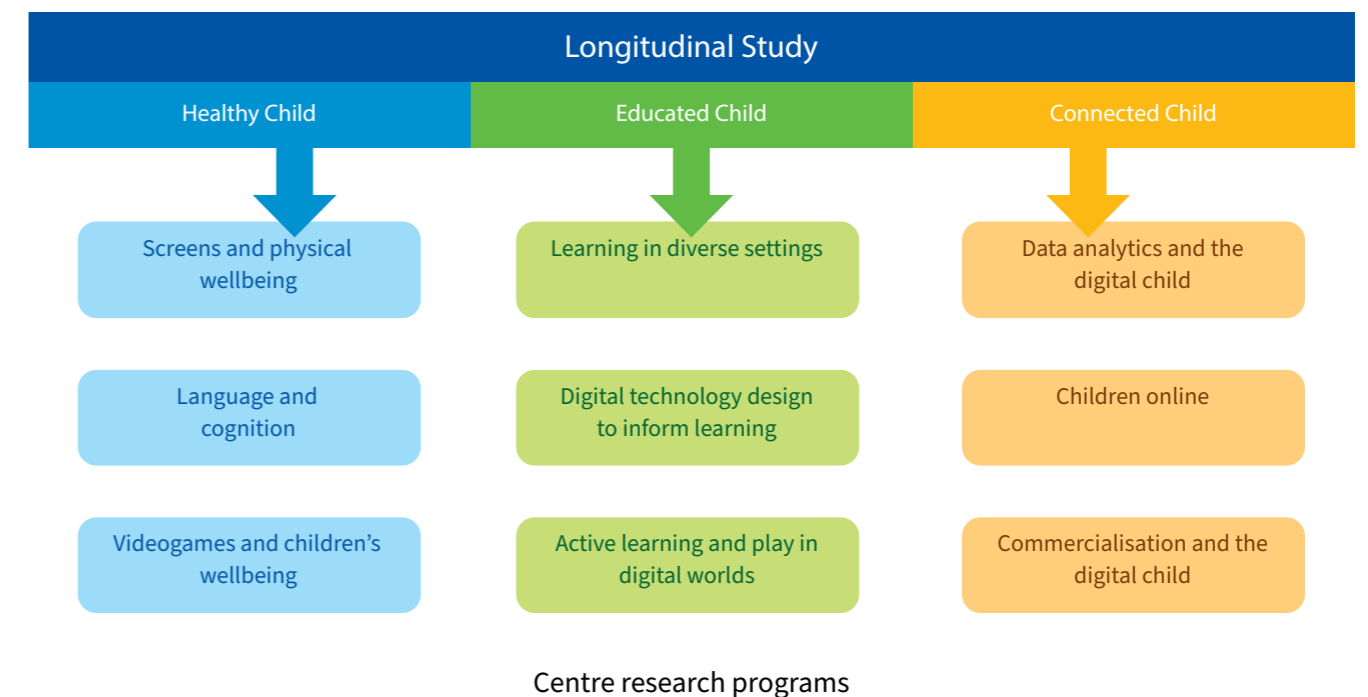 Longitudinal Study
Healthy Child
Educated Child
Connected Child
Screens and physical
wellbeing
Learning in diverse settings
Data analytics and the
digital child
Language and
cognition
Digital technology design
to inform learning
Children online
Videogames and children’s
wellbeing
Active learning and play in
digital worlds
Commercialisation and the
digital child
Centre research programs